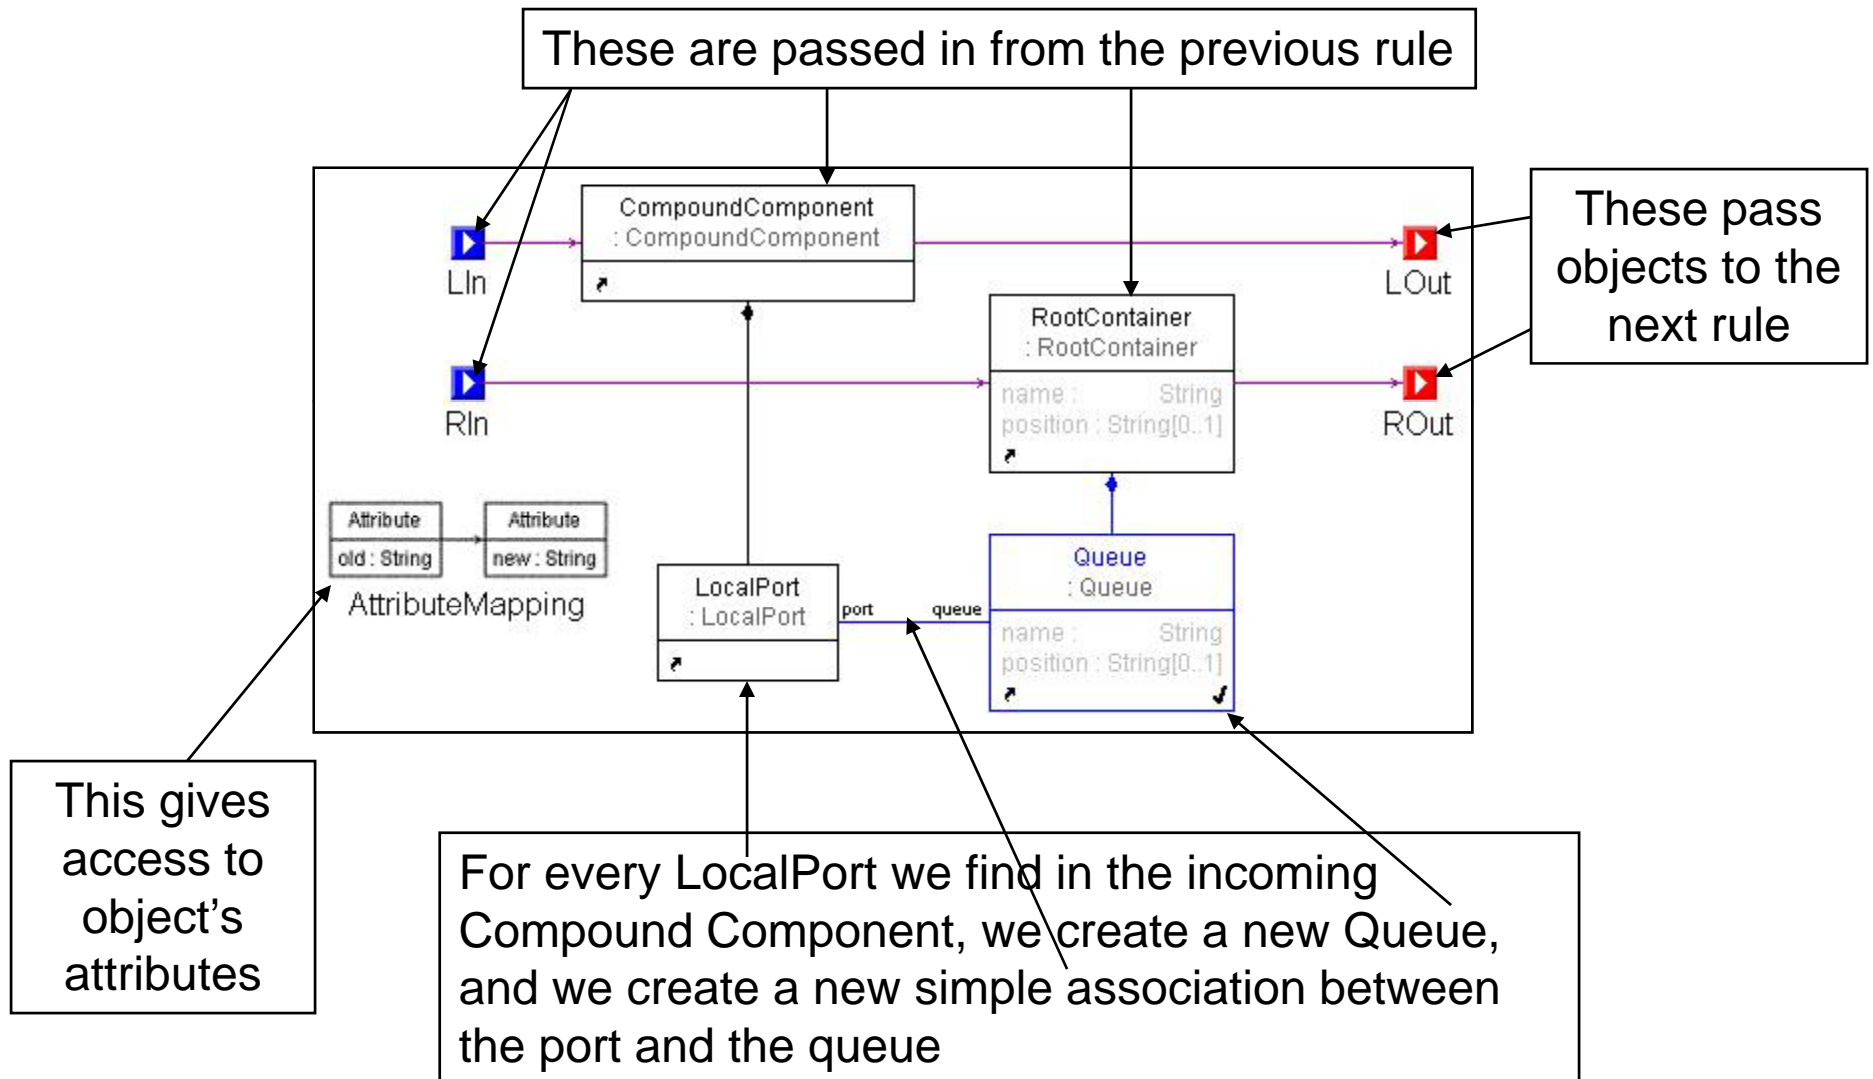 These are passed in from the previous rule
CompoundComponent
: CompoundComponent
LIn
LOut
These pass
objects to the
next rule
RootContainer
: RootContainer
name : String
position : String[0..1]
RIn
ROut
Attribute
old : String
Attribute
new : String
AttributeMapping
LocalPort
: LocalPort
port
queue
Queue
: Queue
name : String
position : String[0..1]
This gives
access to
object’s
attributes
For every LocalPort we find in the incoming
Compound Component, we create a new Queue,
and we create a new simple association between
the port and the queue